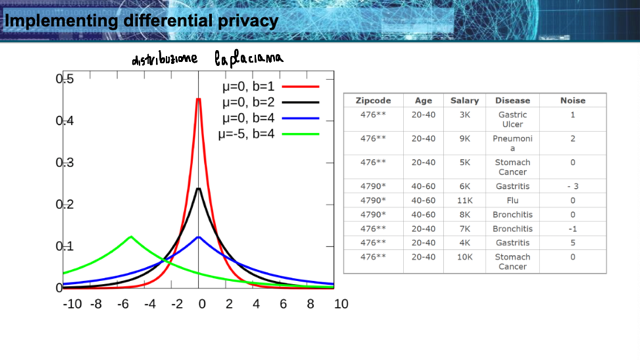 Implementing differential privacy
distribuzione laplaciana
0.5
0.4
0.3
0.2
0.1
0
-10 -8 -6 -4 -2 0 2 4 6 8 10
μ=0, b=1
μ=0, b=2
μ=0, b=4
μ=-5, b=4
Zipcode Age Salary Disease Noise
476** 20-40 3K Gastric 1
Ulcer
476** 20-40 9K Pneumoni 2
a
476** 20-40 5K Stomach 0
Cancer
4790* 40-60 6K Gastritis - 3
4790* 40-60 11K Flu 0
4790* 40-60 8K Bronchitis 0
476** 20-40 7K Bronchitis -1
476** 20-40 4K Gastritis 5
476** 20-40 10K Stomach 0
Cancer